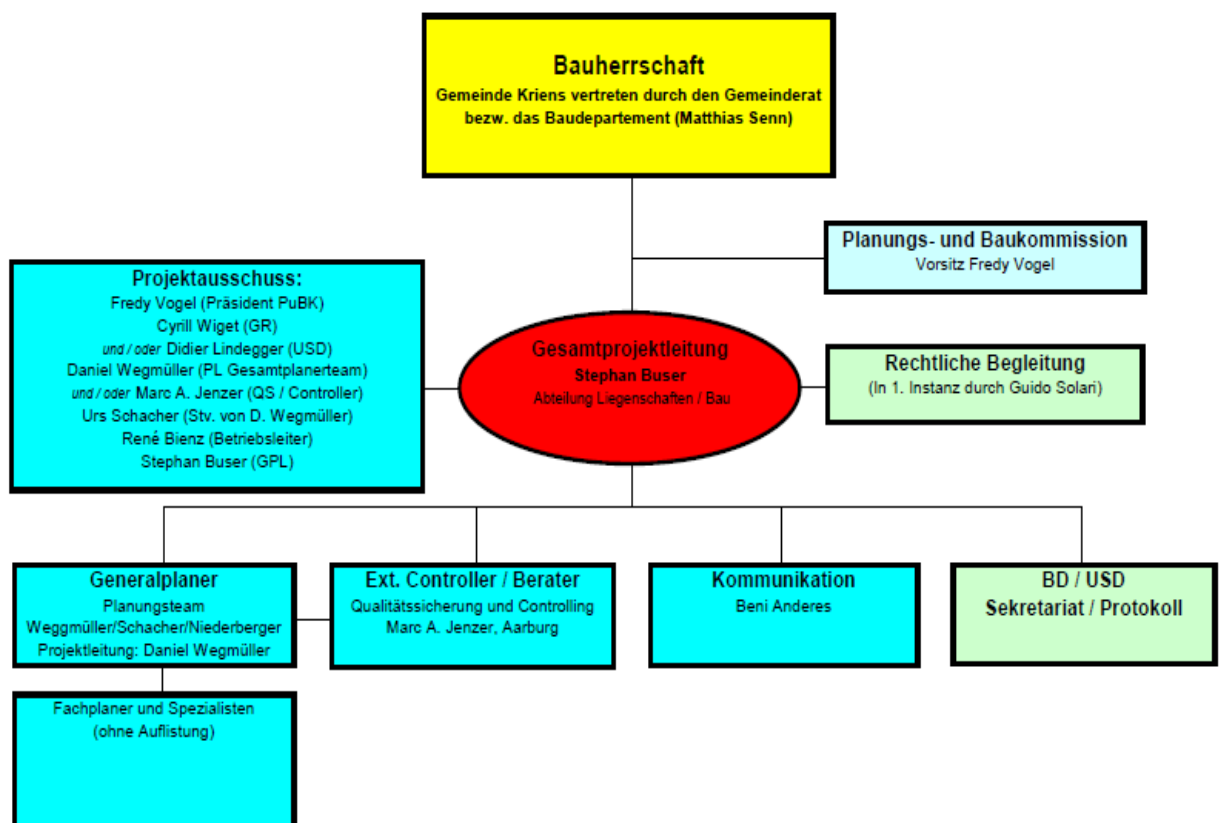 Bauherrschaft
Gemeinde Kriens vertreten durch den Gemeinderat
bezw. das Baudepartement (Matthias Senn)
Planungs- und Baukommission
Vorsitz Fredy Vogel
Projektausschuss:
Fredy Vogel (Präsident PuBK)
Cyrill Wiget (GR)
und / oder Didier Lindegger (USD)
Daniel Wegmüller (PL Gesamtplanerteam)
und / oder Marc A. Jenzer (QS / Controller)
Urs Schacher (Stv. von D. Wegmüller)
René Bienz (Betriebsleiter)
Stephan Buser (GPL)
Gesamtprojektleitung
Stephan Buser
Abteilung Liegenschaften / Bau
Rechtliche Begleitung
(In 1. Instanz durch Guido Solari)
Generalplaner
Planungsteam
Weggmüller/Schacher/Niederberger
Projektleitung: Daniel Wegmüller
Ext. Controller / Berater
Qualitätssicherung und Controlling
Marc A. Jenzer, Aarburg
Kommunikation
Beni Anderes
BD / USD
Sekretariat / Protokoll
Fachplaner und Spezialisten
(ohne Auflistung)